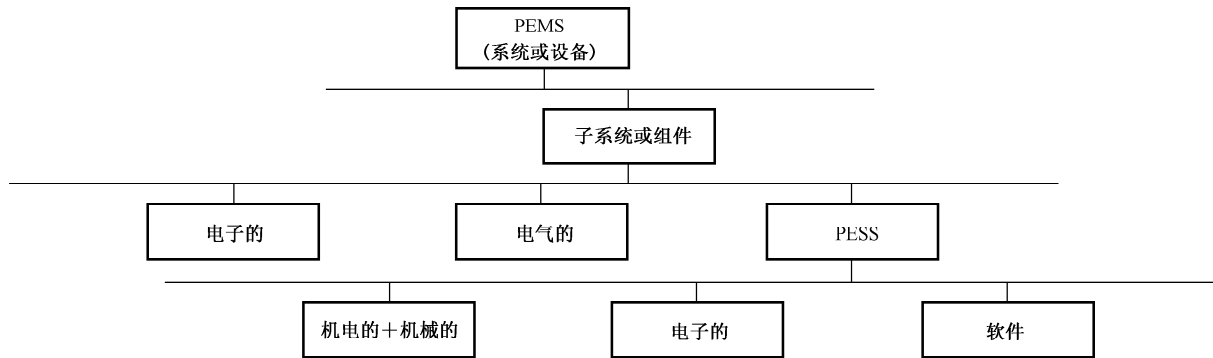 PEMS
(系统或设备)
子系统或组件
电子的
电气的
PESS
机电的＋机械的
电子的
软件